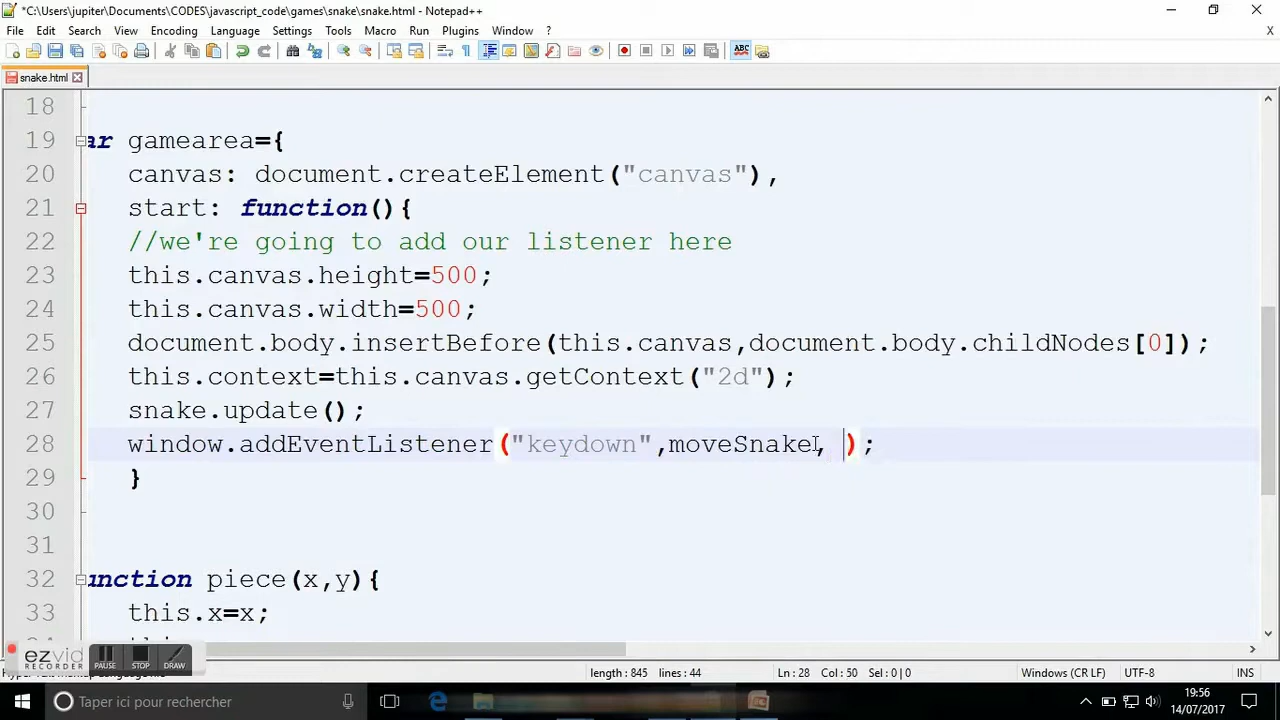 *C:\Users\jupiter\Documents\CODES\javascript_code\games\snake\snake.html - Notepad++
File Edit Search View Encoding Language Settings Tools Macro Run Plugins Window ?
X
ABC
snake.html
18
19 ar gamearea={
20 canvas: document.createElement("canvas"),
21 start: function(){
22 //we're going to add our listener here
23 this.canvas.height=500;
24 this.canvas.width=500;
25 document.body.insertBefore(this.canvas,document.body.childNodes[0]);
26 this.context=this.canvas.getContext("2d");
27 snake.update();
28 window.addEventListener("keydown",moveSnake, );
29 }
30
31
32 unction piece(x,y){
33 this.x=x;
ezvid
RECORDER
PAUSE STOP DRAW
length : 845 lines : 44 Ln : 28 Col : 50 Sel : 0 | 0 Windows (CR LF) UTF-8 INS
Taper ici pour rechercher
19:56
14/07/2017